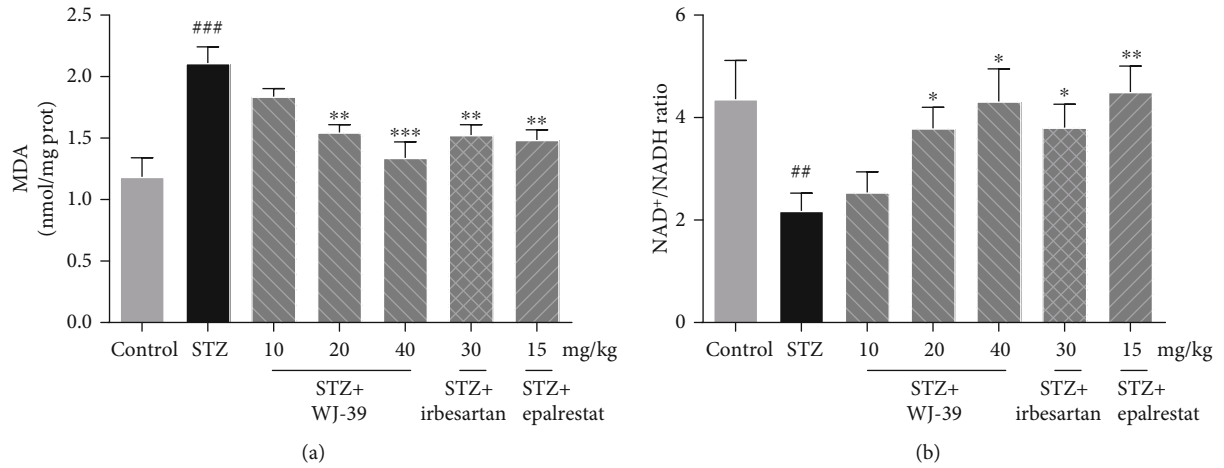 MDA
(nmol/mg prot)
2.5
2.0
1.5
1.0
0.5
0.0
###
**
***
**
**
Control STZ 10 20 40 30 15 mg/kg
STZ+ STZ+ STZ+
WJ-39 irbesartan epalrestat
(a)
NAD⁺/NADH ratio
6
4
2
0
##
*
*
*
**
Control STZ 10 20 40 30 15 mg/kg
STZ+ STZ+ STZ+
WJ-39 irbesartan epalrestat
(b)